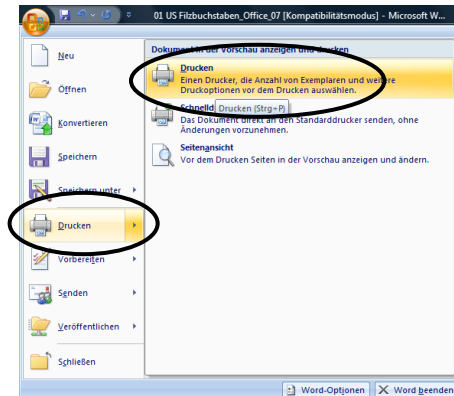 01 US Filzbuchstaben_Office_07 [Kompatibilitätsmodus] - Microsoft W...
Neu
Öffnen
Konvertieren
Speichern
Speichern unter
Drucken
Vorbereiten
Senden
Veröffentlichen
Schließen
Dokument in der Vorschau anzeigen und drucken
Drucken
Einen Drucker, die Anzahl von Exemplaren und weitere
Druckoptionen vor dem Drucken auswählen.
Schnelld
Drucken (Strg+P)
Das Dokument direkt an den Standarddrucker senden, ohne
Änderungen vorzunehmen.
Seitenansicht
Vor dem Drucken Seiten in der Vorschau anzeigen und ändern.
Word-Optionen
Word beenden